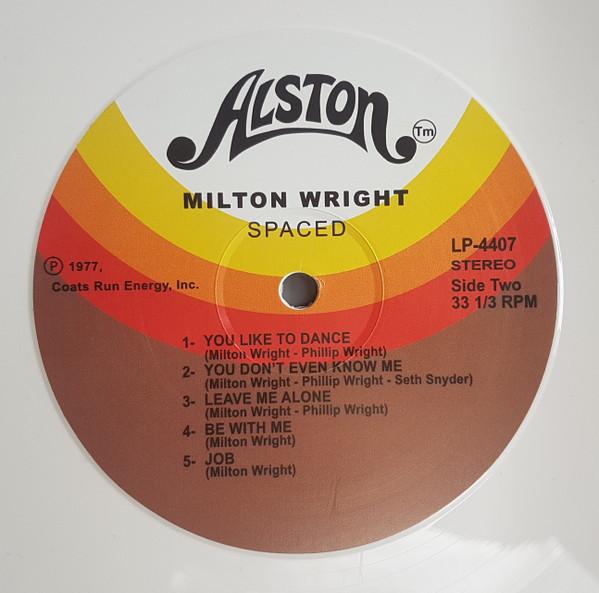 ALSTON
TM
MILTON WRIGHT
SPACED
LP-4407
STEREO
Side Two
33 1/3 RPM
Ⓟ 1977,
Coats Run Energy, Inc.
1- YOU LIKE TO DANCE
(Milton Wright - Phillip Wright)
2- YOU DON'T EVEN KNOW ME
(Milton Wright - Phillip Wright - Seth Snyder)
3- LEAVE ME ALONE
(Milton Wright - Phillip Wright)
4- BE WITH ME
(Milton Wright)
5- JOB
(Milton Wright)